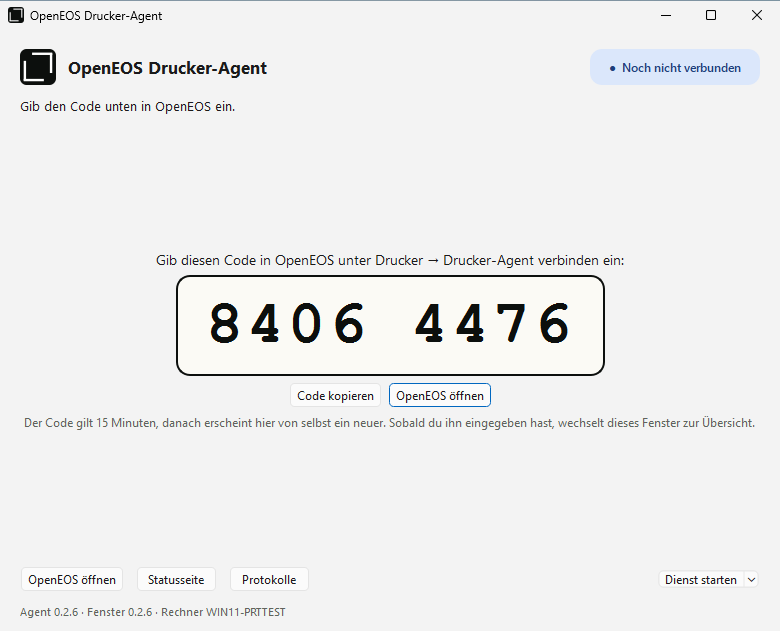 OpenEOS Drucker-Agent
OpenEOS Drucker-Agent
● Noch nicht verbunden
Gib den Code unten in OpenEOS ein.
Gib diesen Code in OpenEOS unter Drucker → Drucker-Agent verbinden ein:
8406 4476
Code kopieren
OpenEOS öffnen
Der Code gilt 15 Minuten, danach erscheint hier von selbst ein neuer. Sobald du ihn eingegeben hast, wechselt dieses Fenster zur Übersicht.
OpenEOS öffnen
Statusseite
Protokolle
Dienst starten
Agent 0.2.6 · Fenster 0.2.6 · Rechner WIN11-PRTTEST